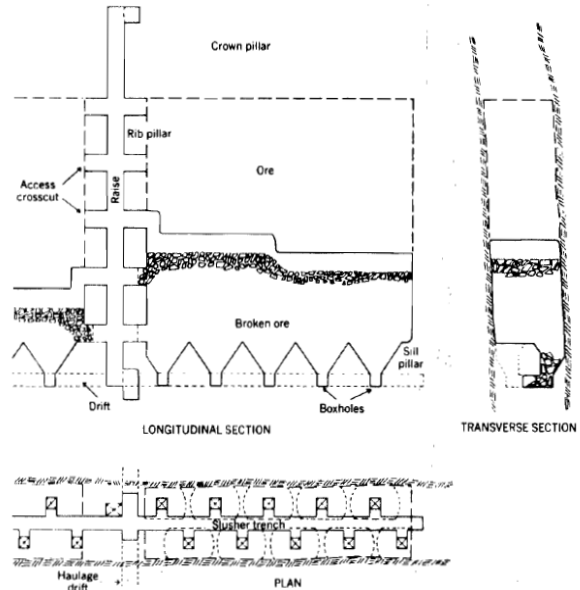 Crown pillar
Rib pillar
Access
crosscut
Raise
Ore
Broken ore
Sill
pillar
Drift
Boxholes
LONGITUDINAL SECTION
TRANSVERSE SECTION
Slusher trench
Haulage
drift
PLAN